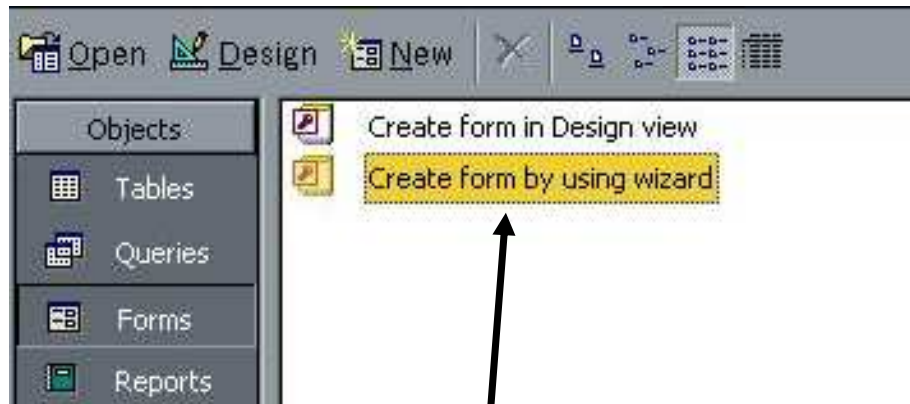 Open Design New
Objects
Tables
Queries
Forms
Reports
Create form in Design view
Create form by using wizard